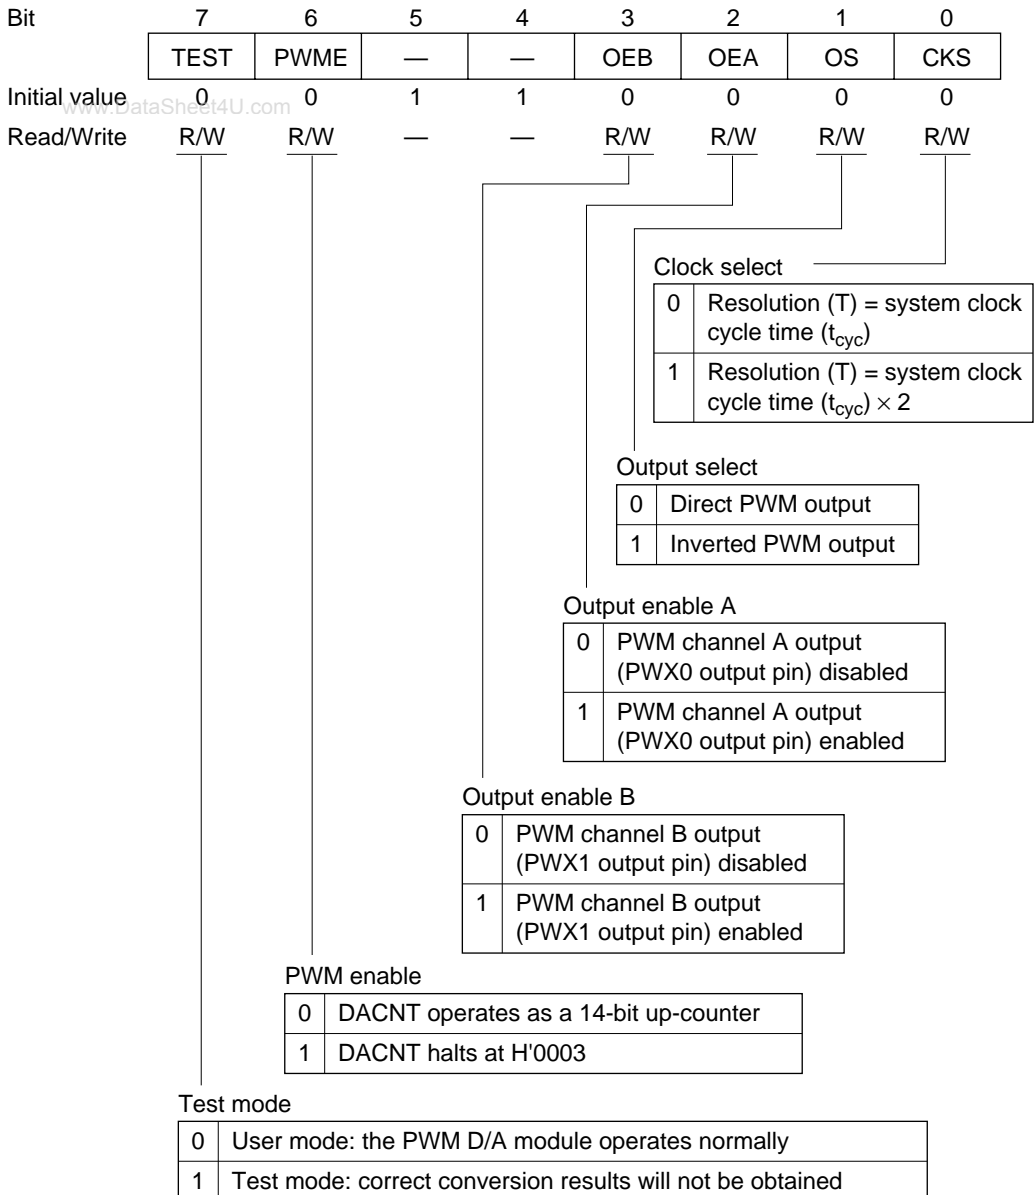 Bit 7 6 5 4 3 2 1 0
TEST PWME — — OEB OEA OS CKS
Initial value 0 0 1 1 0 0 0 0
www.DataSheet4U.com
Read/Write R/W R/W — — R/W R/W R/W R/W
Clock select
0 Resolution (T) = system clock
cycle time (tcyc)
1 Resolution (T) = system clock
cycle time (tcyc) × 2
Output select
0 Direct PWM output
1 Inverted PWM output
Output enable A
0 PWM channel A output
(PWX0 output pin) disabled
1 PWM channel A output
(PWX0 output pin) enabled
Output enable B
0 PWM channel B output
(PWX1 output pin) disabled
1 PWM channel B output
(PWX1 output pin) enabled
PWM enable
0 DACNT operates as a 14-bit up-counter
1 DACNT halts at H'0003
Test mode
0 User mode: the PWM D/A module operates normally
1 Test mode: correct conversion results will not be obtained